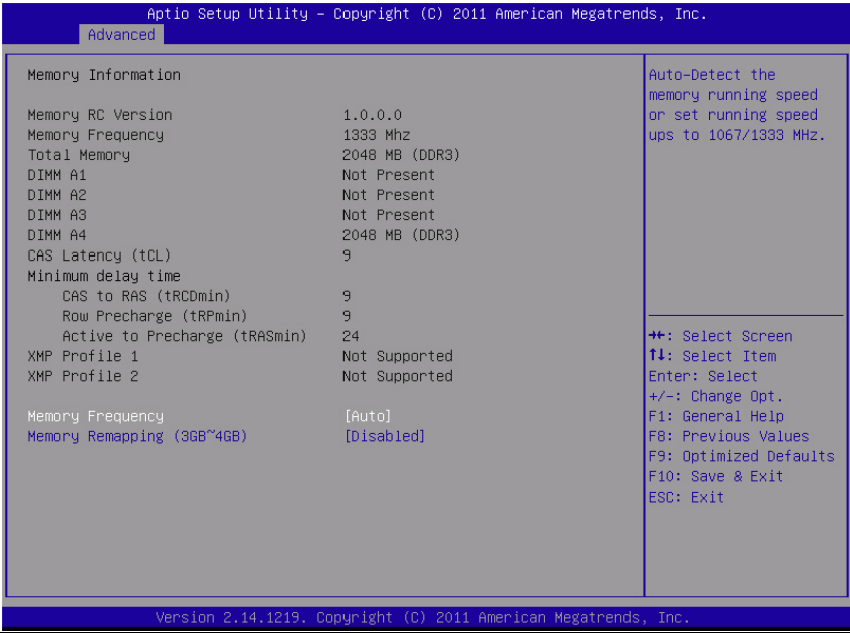 Aptio Setup Utility – Copyright (C) 2011 American Megatrends, Inc.
Advanced
Memory Information
Memory RC Version 1.0.0.0
Memory Frequency 1333 Mhz
Total Memory 2048 MB (DDR3)
DIMM A1 Not Present
DIMM A2 Not Present
DIMM A3 Not Present
DIMM A4 2048 MB (DDR3)
CAS Latency (tCL) 9
Minimum delay time
CAS to RAS (tRCDmin) 9
Row Precharge (tRPmin) 9
Active to Precharge (tRASmin) 24
XMP Profile 1 Not Supported
XMP Profile 2 Not Supported
Memory Frequency [Auto]
Memory Remapping (3GB~4GB) [Disabled]
Auto-Detect the
memory running speed
or set running speed
ups to 1067/1333 MHz.
→←: Select Screen
↑↓: Select Item
Enter: Select
+/-: Change Opt.
F1: General Help
F8: Previous Values
F9: Optimized Defaults
F10: Save & Exit
ESC: Exit
Version 2.14.1219. Copyright (C) 2011 American Megatrends, Inc.